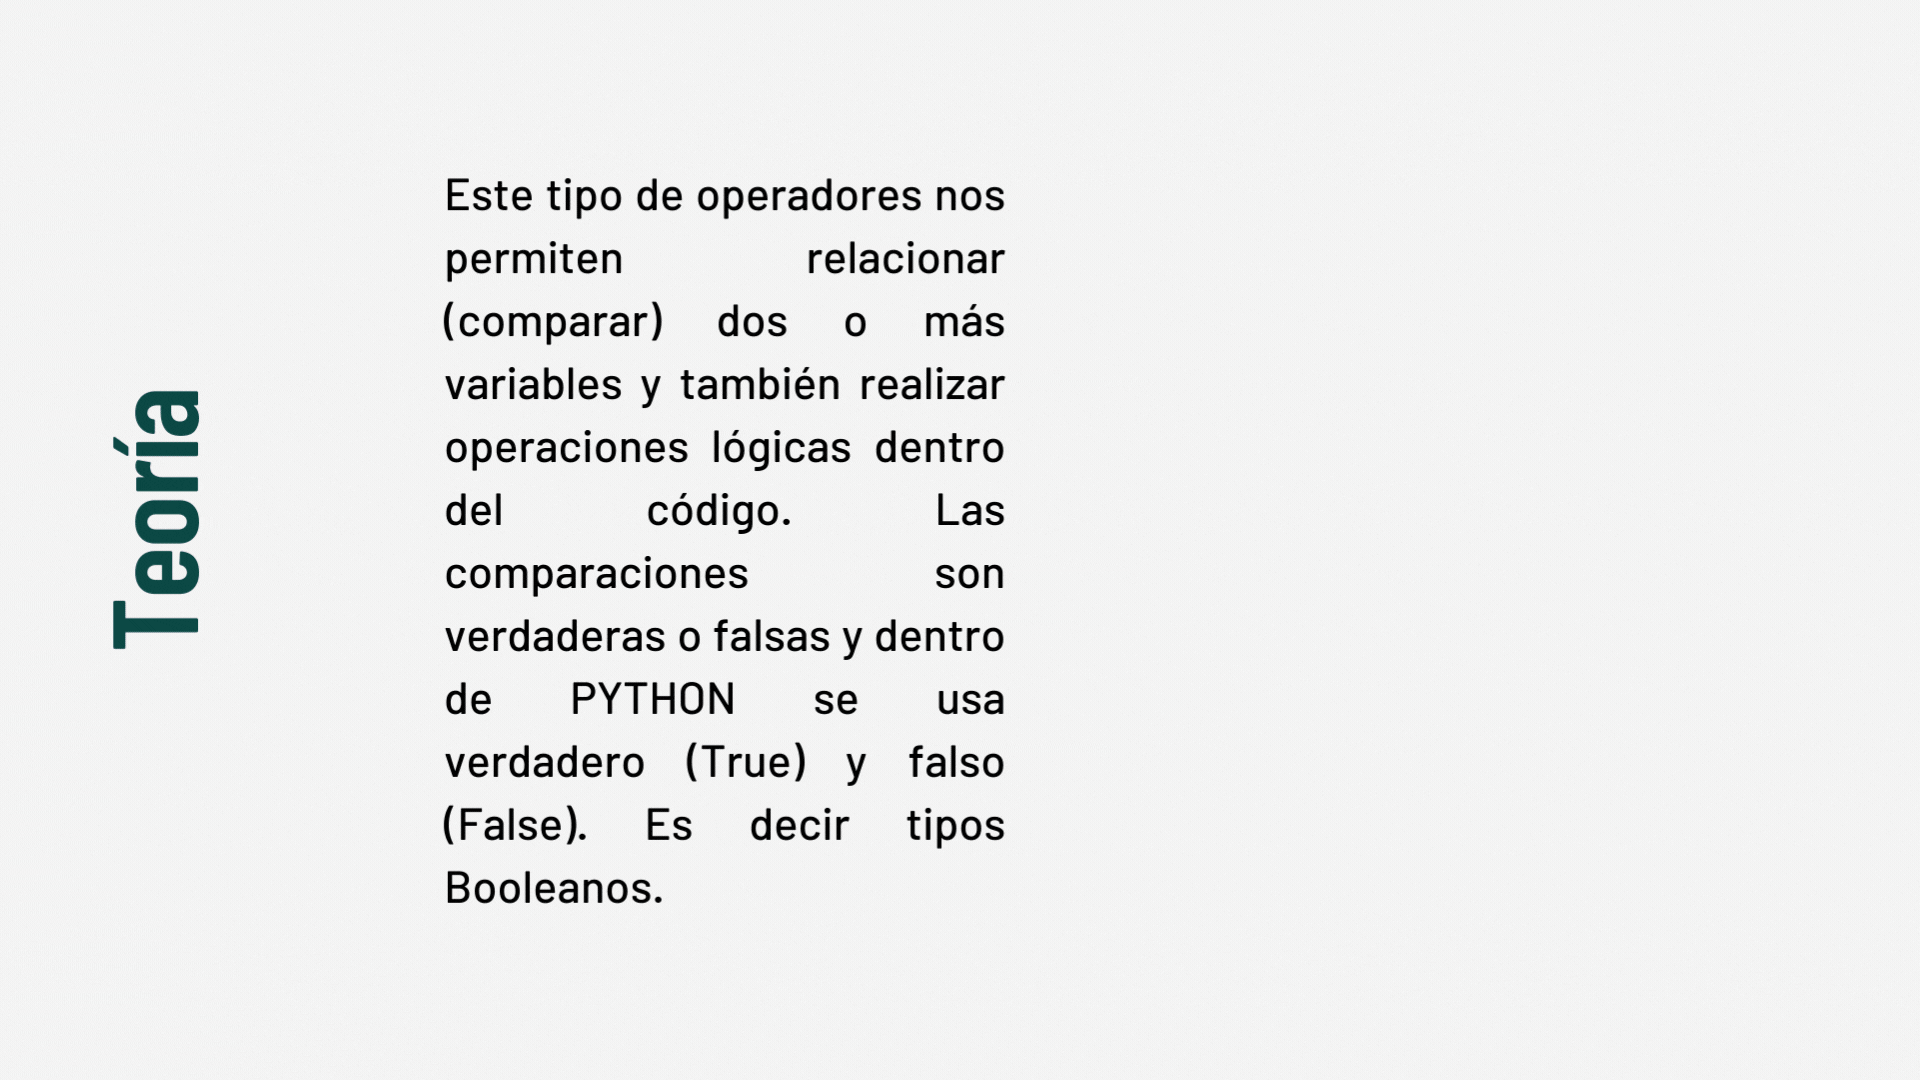 Teoría
Este tipo de operadores nos
permiten relacionar
(comparar) dos o más
variables y también realizar
operaciones lógicas dentro
del código. Las
comparaciones son
verdaderas o falsas y dentro
de PYTHON se usa
verdadero (True) y falso
(False). Es decir tipos
Booleanos.